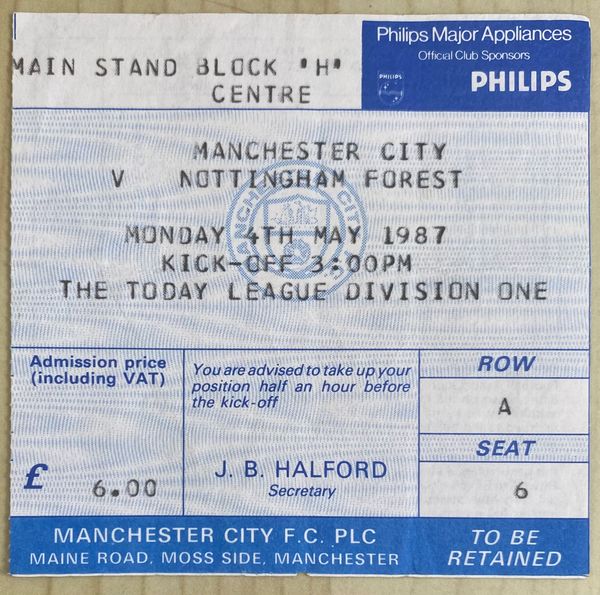 MAIN STAND BLOCK "H"
CENTRE
Philips Major Appliances
Official Club Sponsors
PHILIPS
PHILIPS
MANCHESTER CITY
V NOTTINGHAM FOREST
MONDAY 4TH MAY 1987
KICK-OFF 3:00PM
THE TODAY LEAGUE DIVISION ONE
MANCHESTER CITY
Admission price
(including VAT)
£ 6.00
You are advised to take up your
position half an hour before
the kick-off
J. B. HALFORD
Secretary
ROW
A
SEAT
6
MANCHESTER CITY F.C. PLC
MAINE ROAD, MOSS SIDE, MANCHESTER
TO BE
RETAINED